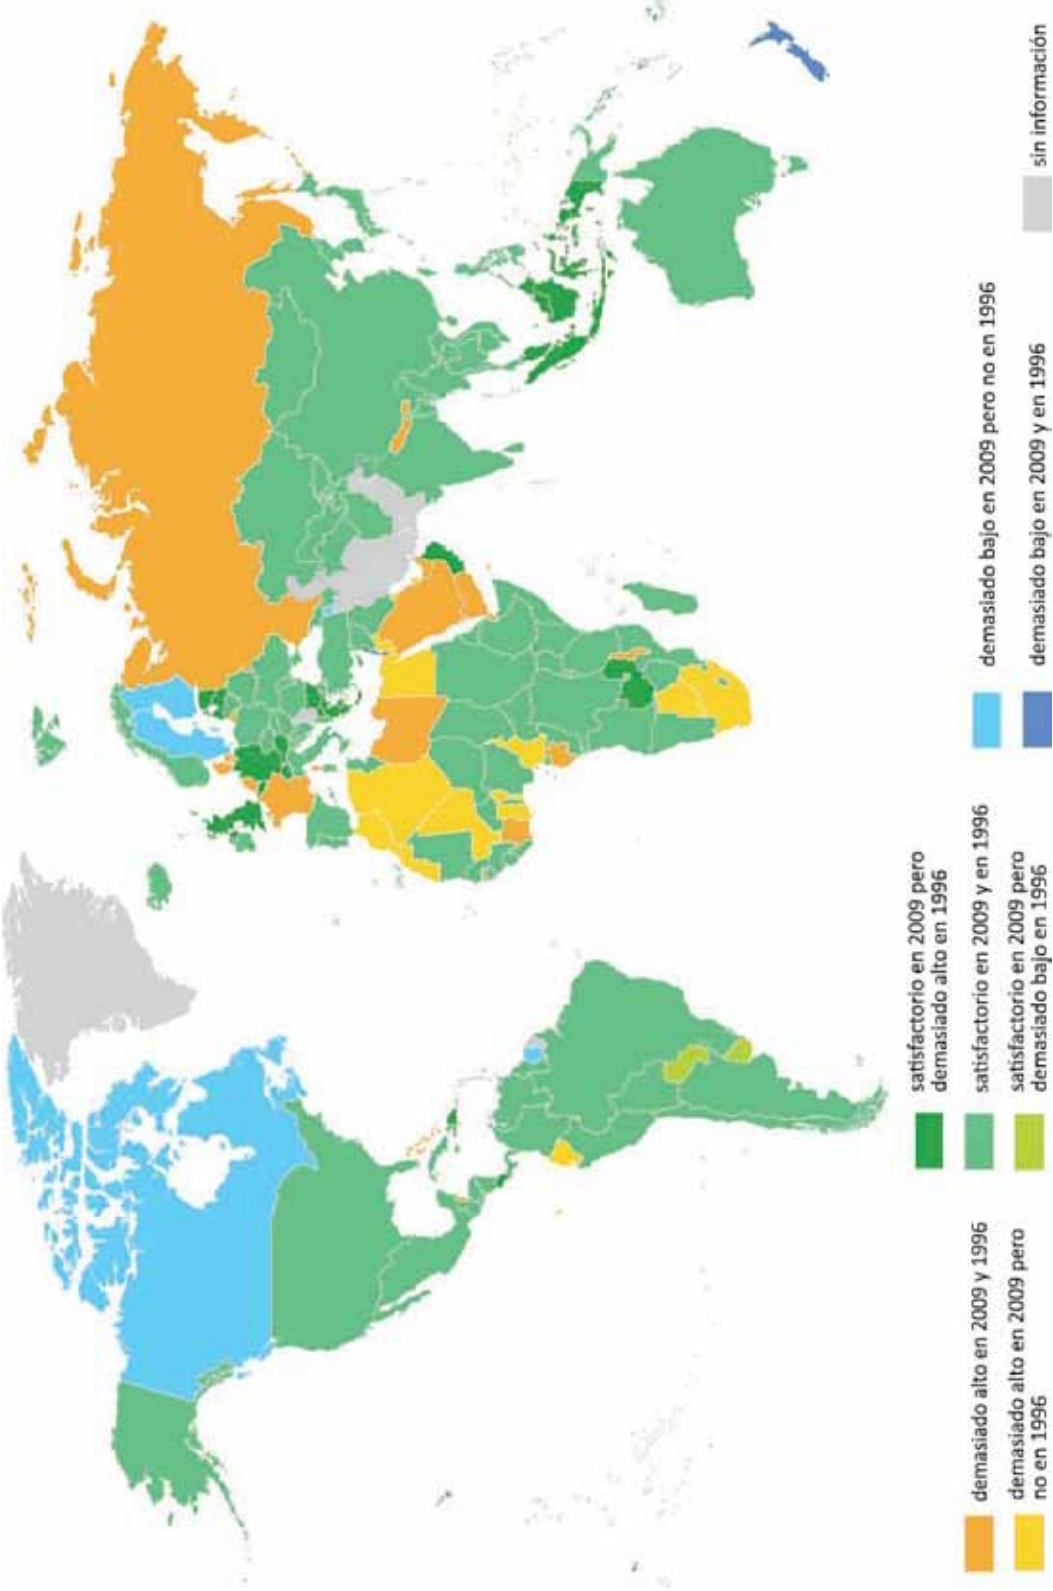 demasiado alto en 2009 y 1996
demasiado alto en 2009 pero
no en 1996
satisfactorio en 2009 pero
demasiado alto en 1996
satisfactorio en 2009 y en 1996
satisfactorio en 2009 pero
demasiado bajo en 1996
demasiado bajo en 2009 pero no en 1996
demasiado bajo en 2009 y en 1996
sin información